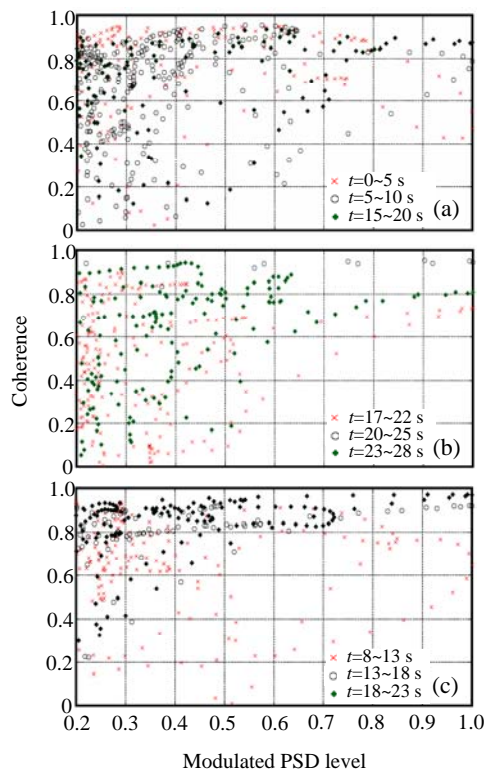 1.0
0.8
0.6
0.4
0.2
0
t=0~5 s
t=5~10 s
t=15~20 s
(a)
1.0
0.8
0.6
0.4
0.2
0
Coherence
t=17~22 s
t=20~25 s
t=23~28 s
(b)
1.0
0.8
0.6
0.4
0.2
0
t=8~13 s
t=13~18 s
t=18~23 s
(c)
0.2 0.3 0.4 0.5 0.6 0.7 0.8 0.9 1.0
Modulated PSD level